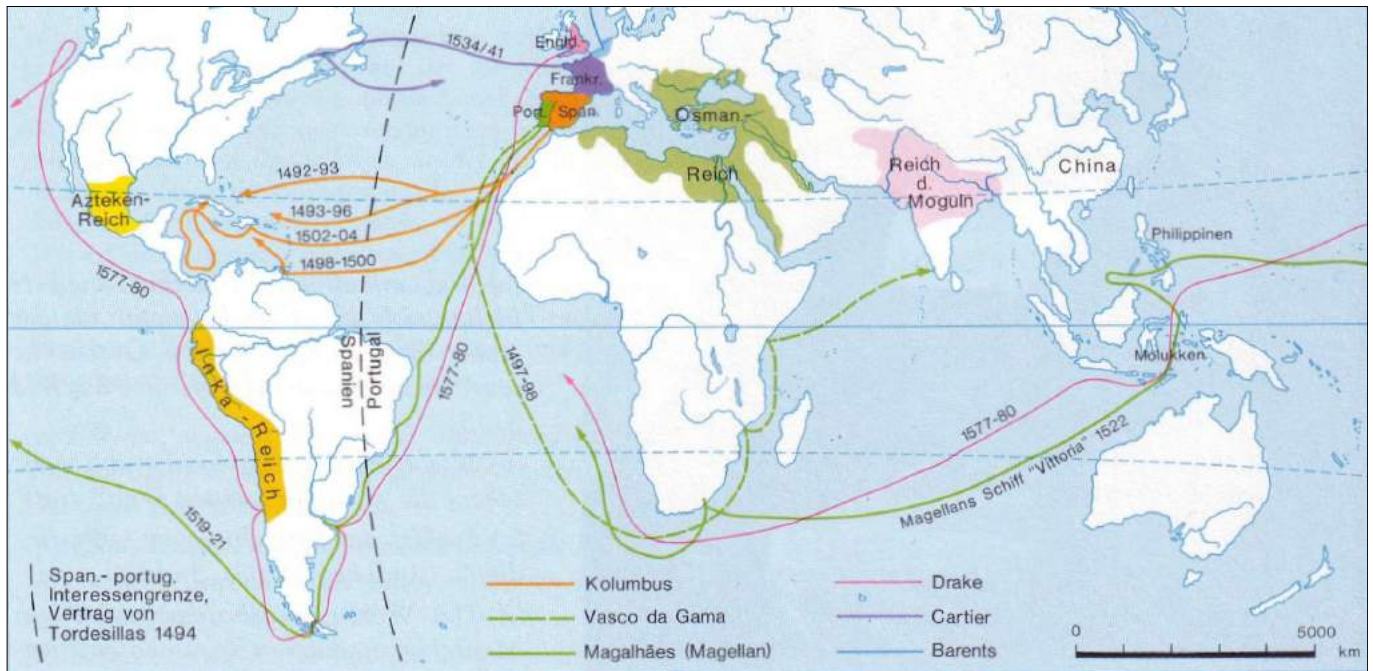 1534/41
Engld.
Frankr.
Port.
Span.
Osman.-
Reich
Reich
d.
Moguln
China
Philippinen
Molukken
Azteken-
Reich
1492-93
1493-96
1502-04
1498-1500
1577-80
Inka-Reich
Spanien
Portugal
1577-80
1497-98
1577-80
Magellans Schiff "Vittoria" 1522
1519-21
Span.- portug.
Interessengrenze,
Vertrag von
Tordesillas 1494
Kolumbus
Vasco da Gama
Magalhães (Magellan)
Drake
Cartier
Barents
0 5000
km